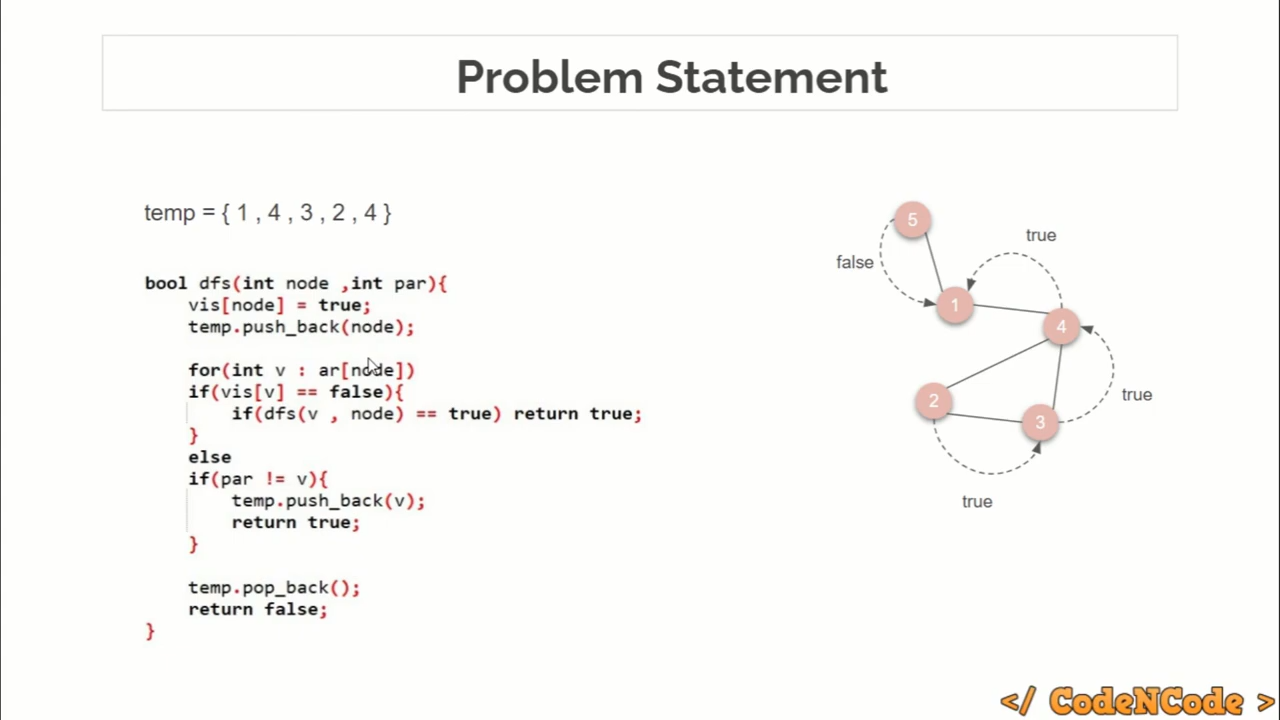 Problem Statement
temp = { 1 , 4 , 3 , 2 , 4 }
bool dfs(int node ,int par){
vis[node] = true;
temp.push_back(node);
for(int v : ar[node])
if(vis[v] == false){
if(dfs(v , node) == true) return true;
}
else
if(par != v){
temp.push_back(v);
return true;
}
temp.pop_back();
return false;
}
5
true
false
1
4
true
2
3
true
</ CodeNCode >